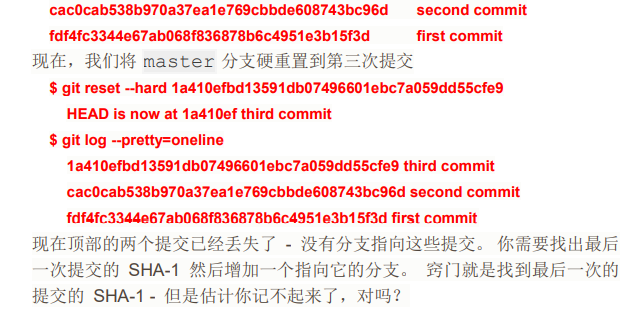 cac0cab538b970a37ea1e769cbbde608743bc96d second commit
fdf4fc3344e67ab068f836878b6c4951e3b15f3d first commit
现在，我们将 master 分支硬重置到第三次提交
$ git reset --hard 1a410efbd13591db07496601ebc7a059dd55cfe9
HEAD is now at 1a410ef third commit
$ git log --pretty=oneline
1a410efbd13591db07496601ebc7a059dd55cfe9 third commit
cac0cab538b970a37ea1e769cbbde608743bc96d second commit
fdf4fc3344e67ab068f836878b6c4951e3b15f3d first commit
现在顶部的两个提交已经丢失了 - 没有分支指向这些提交。 你需要找出最后
一次提交的 SHA-1 然后增加一个指向它的分支。 窍门就是找到最后一次的
提交的 SHA-1 - 但是估计你记不起来了，对吗？